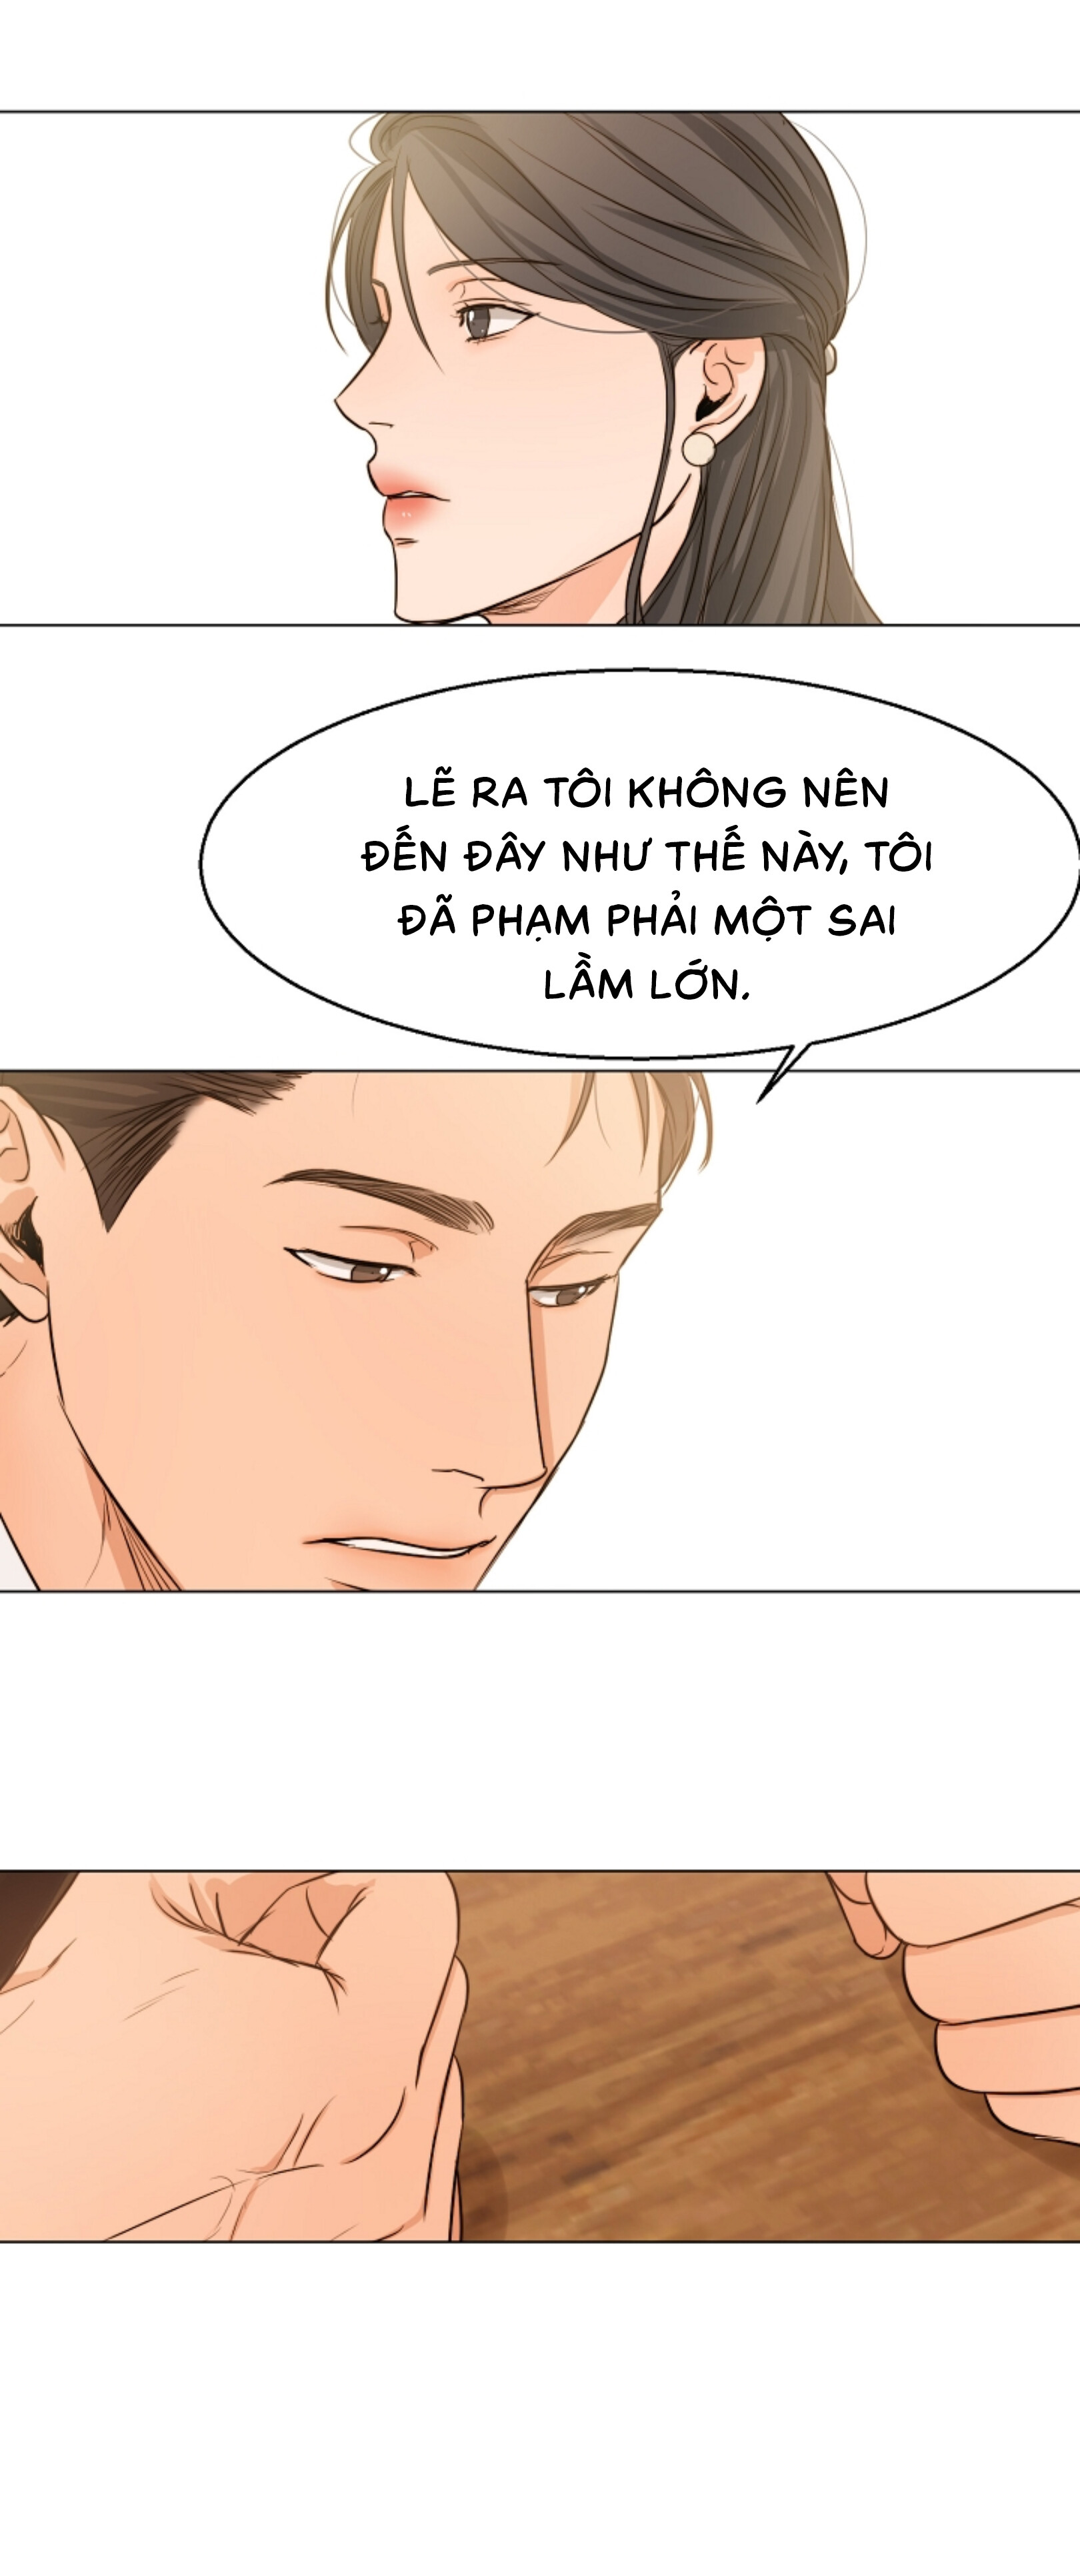 LẼ RA TÔI KHÔNG NÊN
ĐẾN ĐÂY NHƯ THẾ NÀY, TÔI
ĐÃ PHẠM PHẢI MỘT SAI
LẦM LỚN.